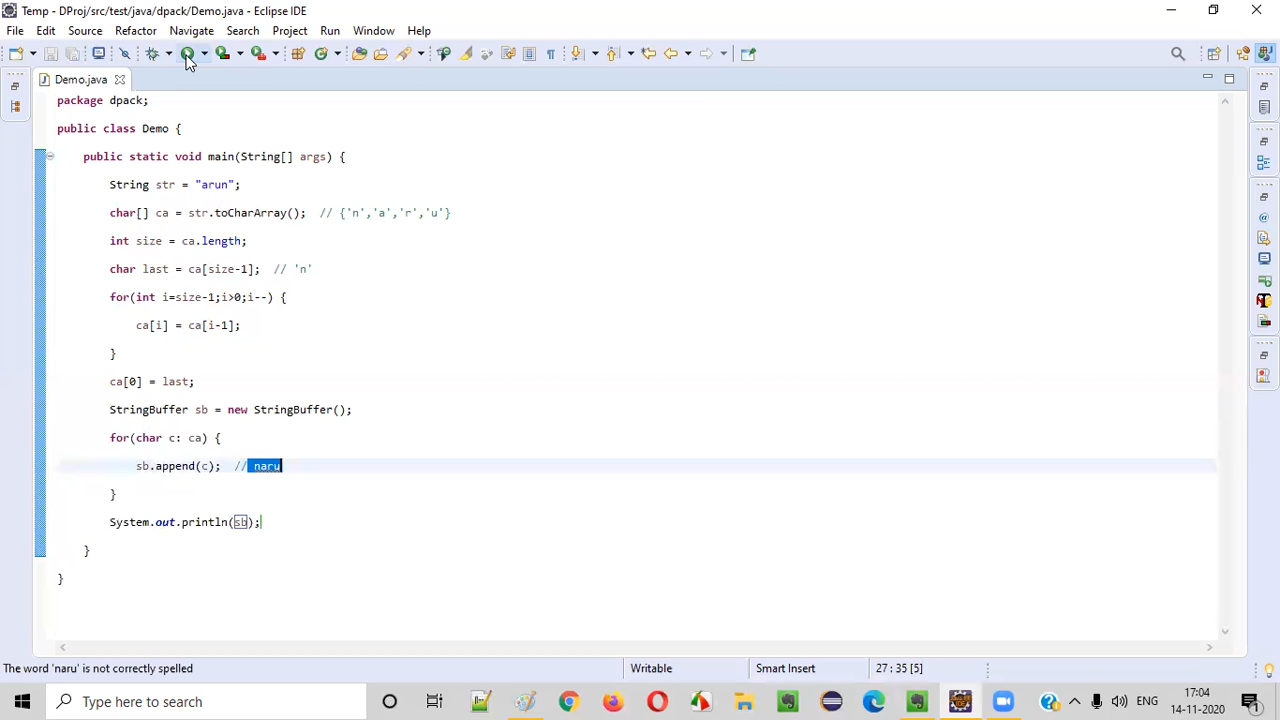 Temp - DProj/src/test/java/dpack/Demo.java - Eclipse IDE
File Edit Source Refactor Navigate Search Project Run Window Help
Demo.java
package dpack;
public class Demo {
public static void main(String[] args) {
String str = "arun";
char[] ca = str.toCharArray();  // {'n','a','r','u'}
int size = ca.length;
char last = ca[size-1];  // 'n'
for(int i=size-1;i>0;i--) {
ca[i] = ca[i-1];
}
ca[0] = last;
StringBuffer sb = new StringBuffer();
for(char c: ca) {
sb.append(c);  // naru
}
System.out.println(sb);
}
}
The word 'naru' is not correctly spelled Writable Smart Insert 27 : 35 [5]
Type here to search ENG 17:04
14-11-2020